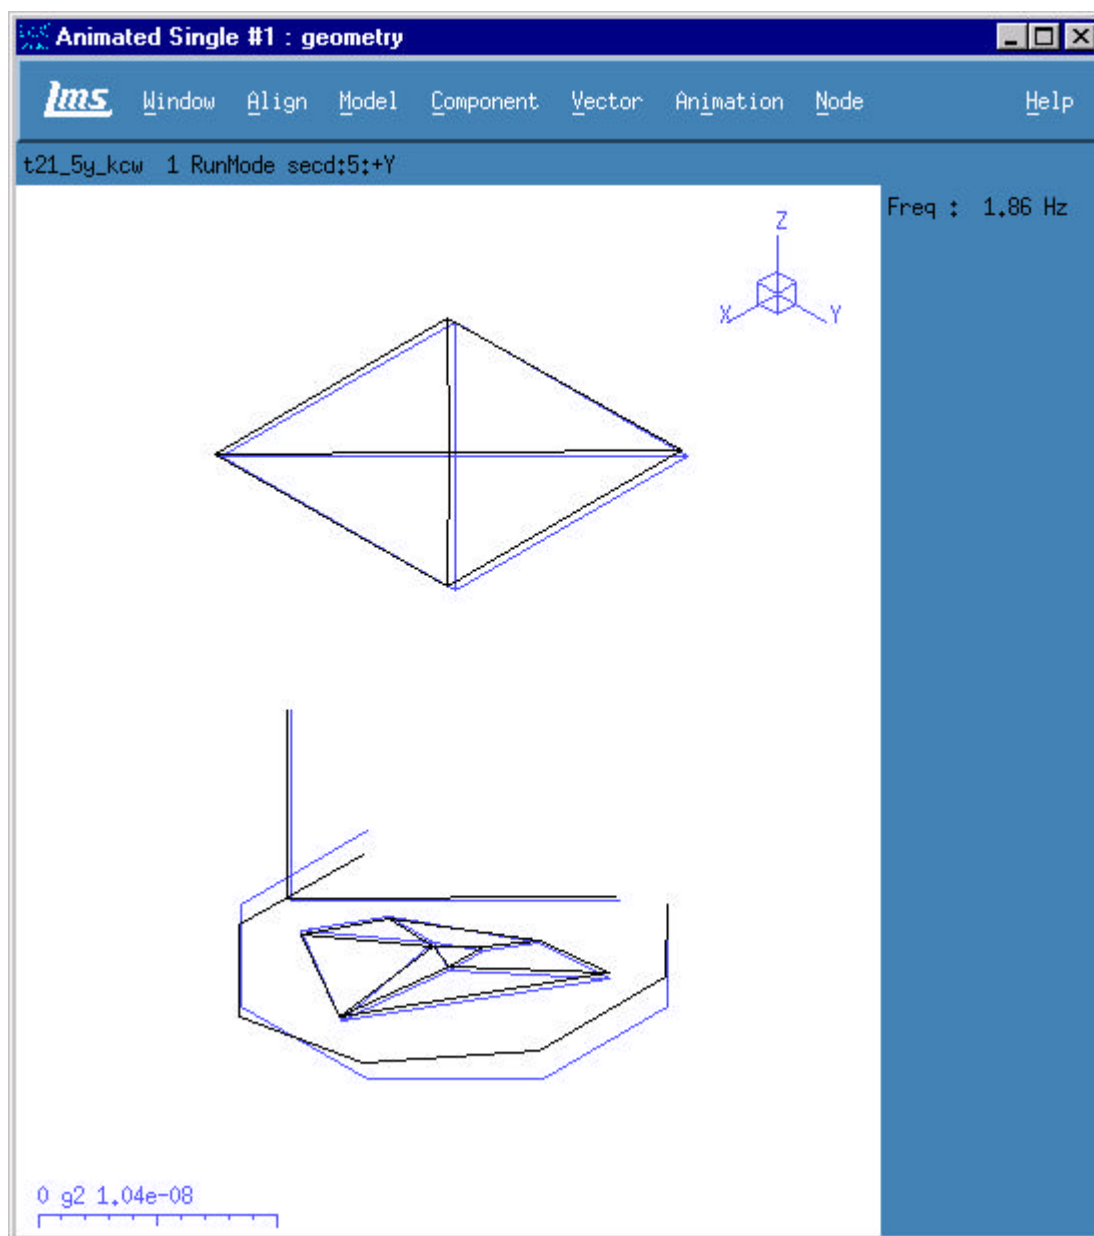 Animated Single #1 : geometry
lms Window Align Model Component Vector Animation Node Help
t21_5y_kcw 1 RunMode secd:5:+Y
Freq : 1.86 Hz
Z
X Y
0 g2 1.04e-08